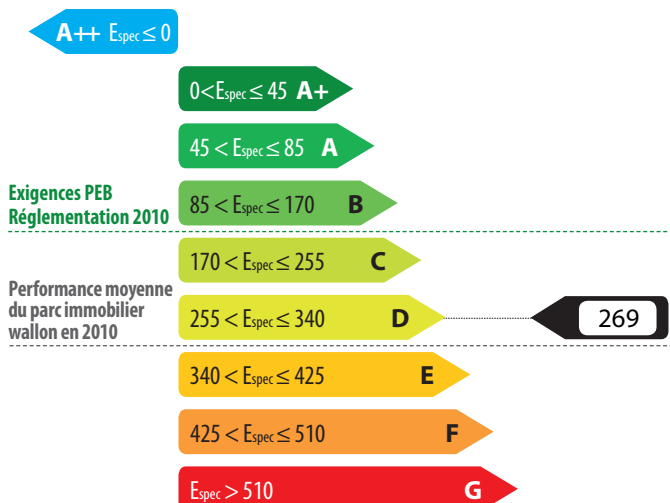 A++ Espec ≤ 0
0<Espec ≤ 45 A+
45 < Espec ≤ 85 A
Exigences PEB
Réglementation 2010
85 < Espec ≤ 170 B
170 < Espec ≤ 255 C
Performance moyenne
du parc immobilier
wallon en 2010
255 < Espec ≤ 340 D
269
340 < Espec ≤ 425 E
425 < Espec ≤ 510 F
Espec > 510 G